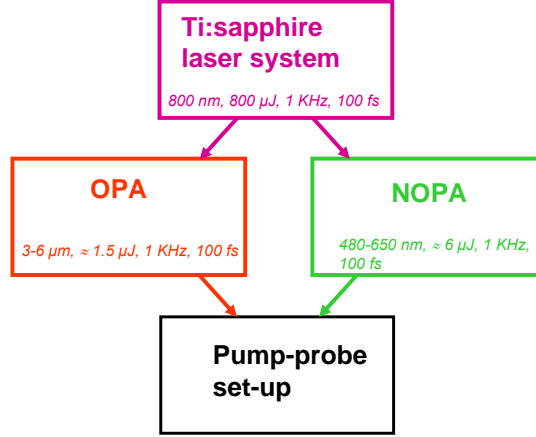 Ti:sapphire
laser system
800 nm, 800 µJ, 1 KHz, 100 fs
OPA
3-6 µm, ≈ 1.5 µJ, 1 KHz, 100 fs
NOPA
480-650 nm, ≈ 6 µJ, 1 KHz,
100 fs
Pump-probe
set-up